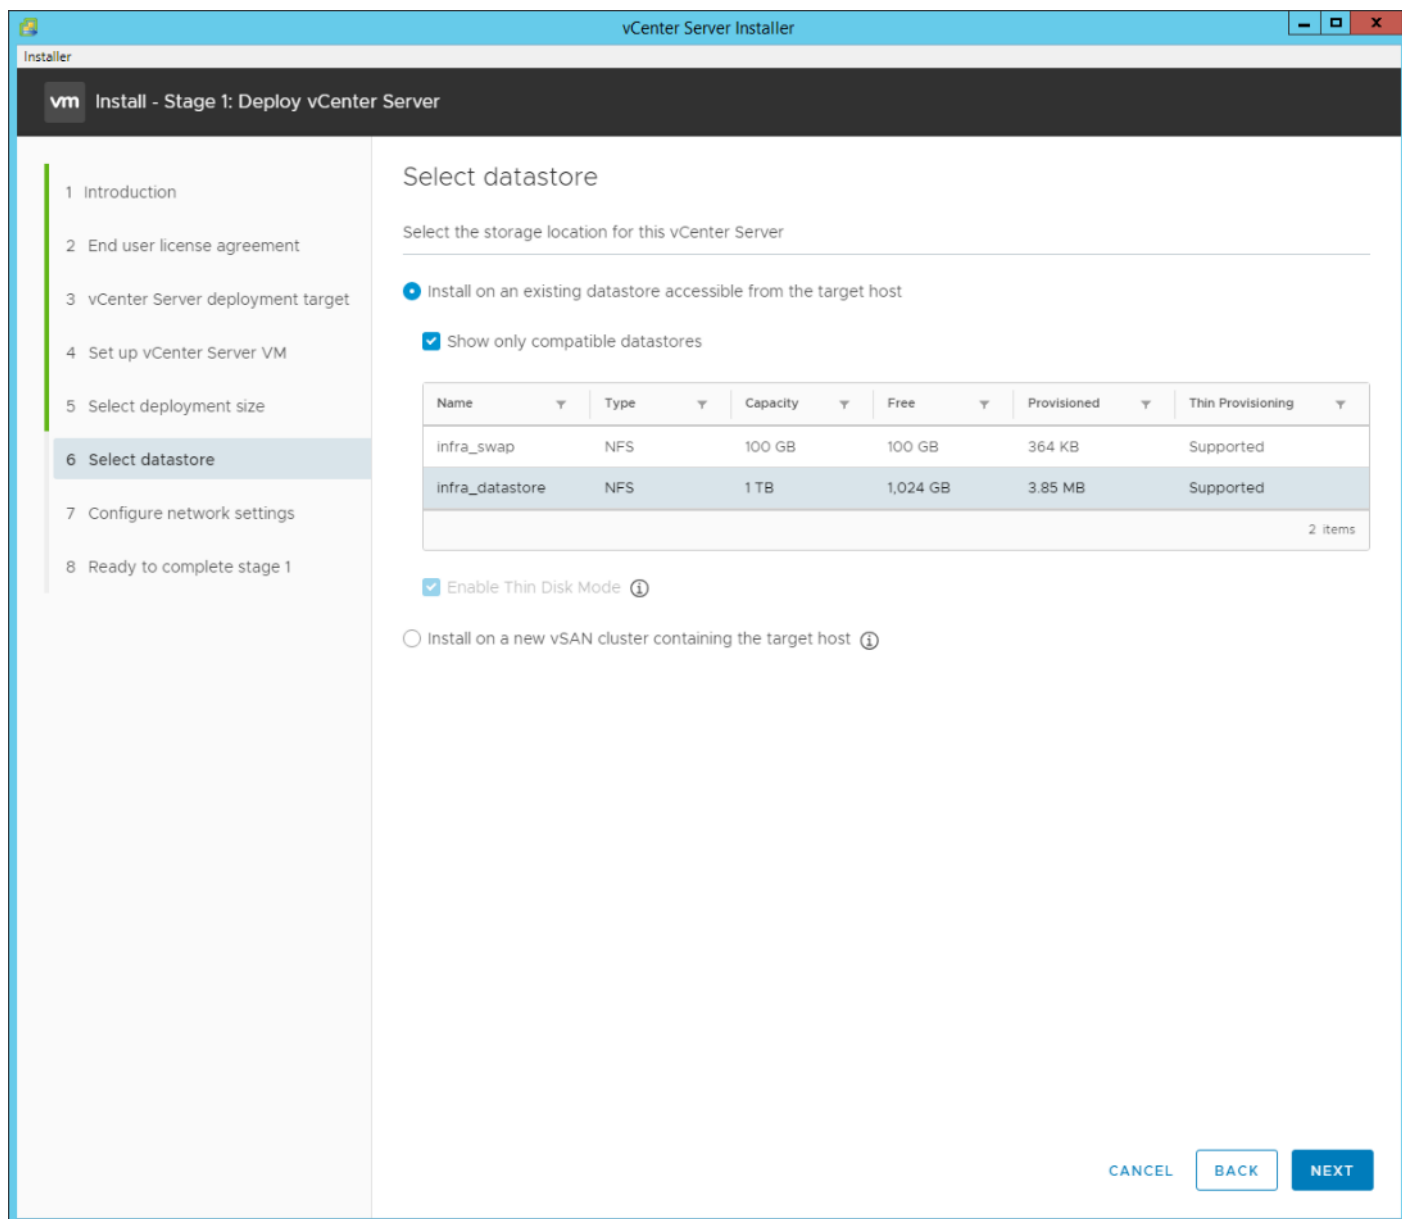 vCenter Server Installer
Installer
vm Install - Stage 1: Deploy vCenter Server
1 Introduction
2 End user license agreement
3 vCenter Server deployment target
4 Set up vCenter Server VM
5 Select deployment size
6 Select datastore
7 Configure network settings
8 Ready to complete stage 1
Select datastore
Select the storage location for this vCenter Server
Install on an existing datastore accessible from the target host
Show only compatible datastores
Name Type Capacity Free Provisioned Thin Provisioning
infra_swap NFS 100 GB 100 GB 364 KB Supported
infra_datastore NFS 1 TB 1,024 GB 3.85 MB Supported
2 items
Enable Thin Disk Mode
Install on a new vSAN cluster containing the target host
CANCEL BACK NEXT